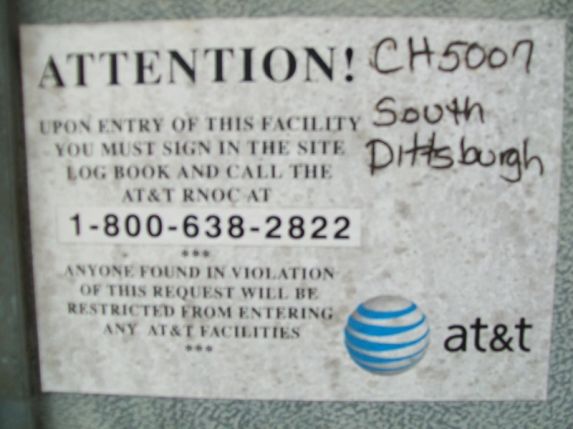 ATTENTION!
UPON ENTRY OF THIS FACILITY
YOU MUST SIGN IN THE SITE
LOG BOOK AND CALL THE
AT&T RNOC AT
1-800-638-2822
***
ANYONE FOUND IN VIOLATION
OF THIS REQUEST WILL BE
RESTRICTED FROM ENTERING
ANY AT&T FACILITIES
***
CH5007
South
Pittsburgh
at&t